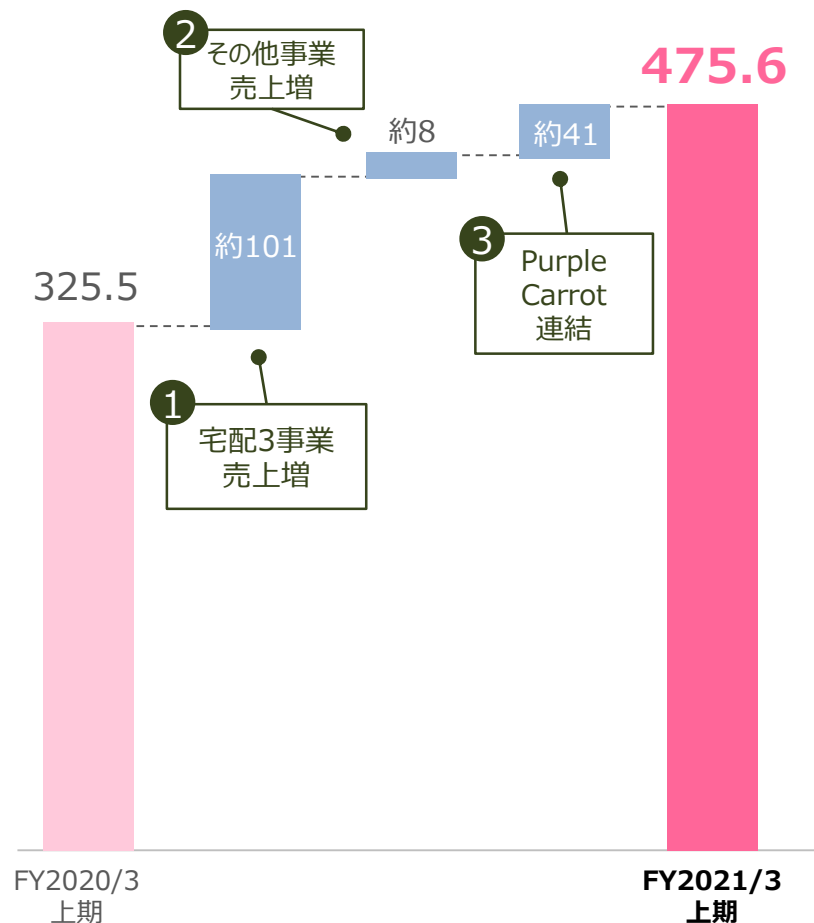 2
その他事業
売上増
475.6
約8
約41
約101
3
Purple
Carrot
連結
325.5
1
宅配3事業
売上増
FY2020/3
上期
FY2021/3
上期